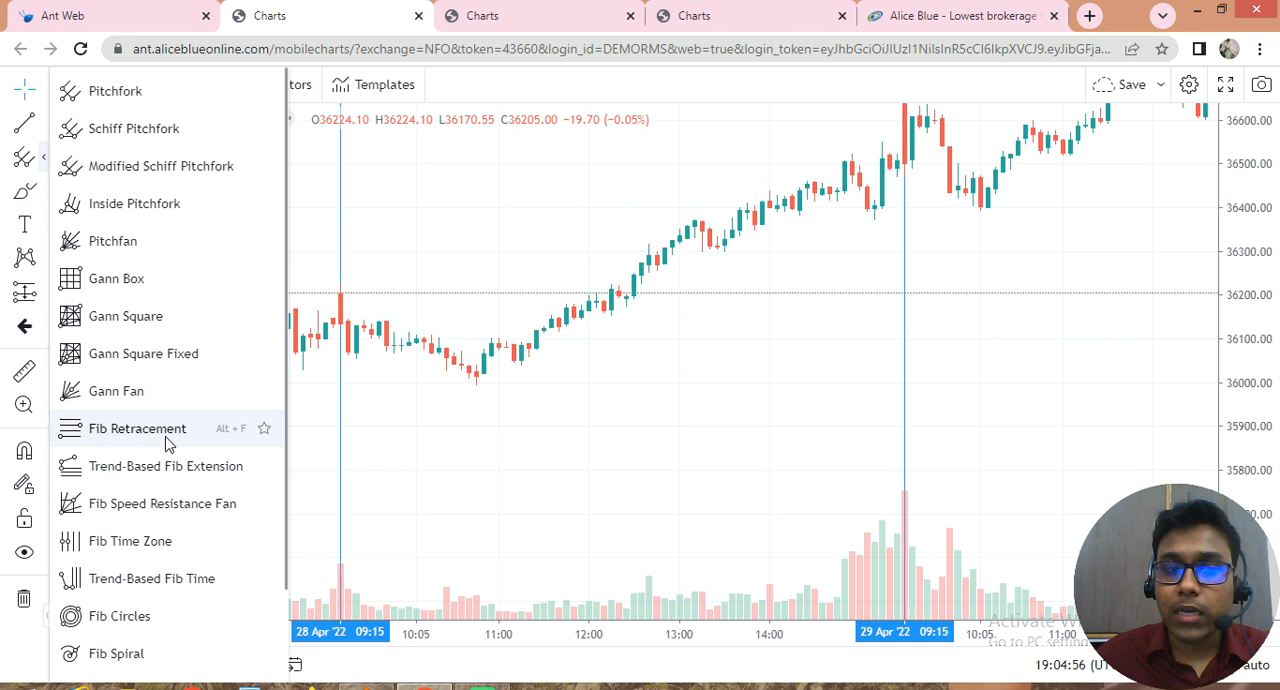 Ant Web
Charts
Charts
Charts
Alice Blue - Lowest brokerage
ant.aliceblueonline.com/mobilecharts/?exchange=NFO&token=43660&login_id=DEMORMS&web=true&login_token=eyJhbGciOiJIUzI1NiIsInR5cCI6IkpXVCJ9.eyJibGFja...
tors
Templates
Save
Pitchfork
Schiff Pitchfork
Modified Schiff Pitchfork
Inside Pitchfork
Pitchfan
Gann Box
Gann Square
Gann Square Fixed
Gann Fan
Fib Retracement Alt + F
Trend-Based Fib Extension
Fib Speed Resistance Fan
Fib Time Zone
Trend-Based Fib Time
Fib Circles
Fib Spiral
O36224.10 H36224.10 L36170.55 C36205.00 −19.70 (−0.05%)
36600.00
36500.00
36400.00
36300.00
36200.00
36100.00
36000.00
35900.00
35800.00
28 Apr '22 09:15
10:05
11:00
12:00
13:00
14:00
29 Apr '22 09:15
10:05
11:00
Activate
Go to PC
19:04:56 (UT
auto